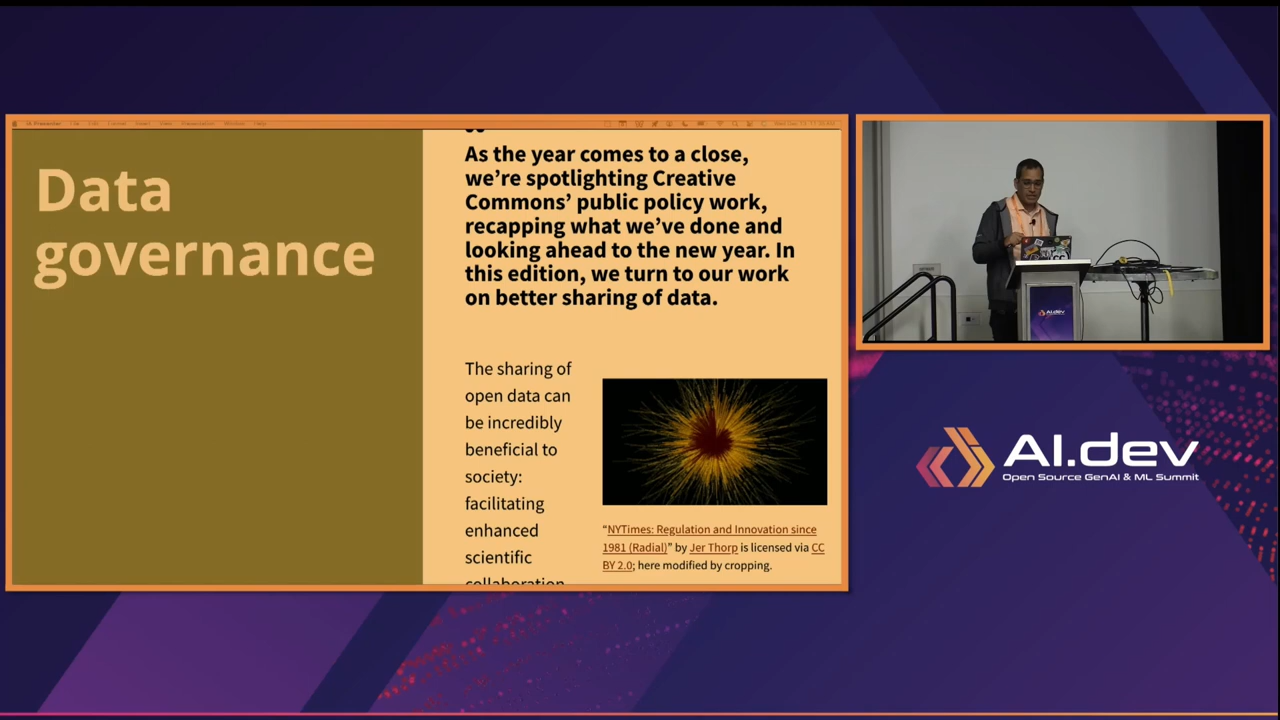 Data
governance
As the year comes to a close,
we’re spotlighting Creative
Commons’ public policy work,
recapping what we’ve done and
looking ahead to the new year. In
this edition, we turn to our work
on better sharing of data.
The sharing of
open data can
be incredibly
beneficial to
society:
facilitating
enhanced
scientific
collaboration
“NYTimes: Regulation and Innovation since
1981 (Radial)” by Jer Thorp is licensed via CC
BY 2.0; here modified by cropping.
AI.dev
AI.dev
Open Source GenAI & ML Summit